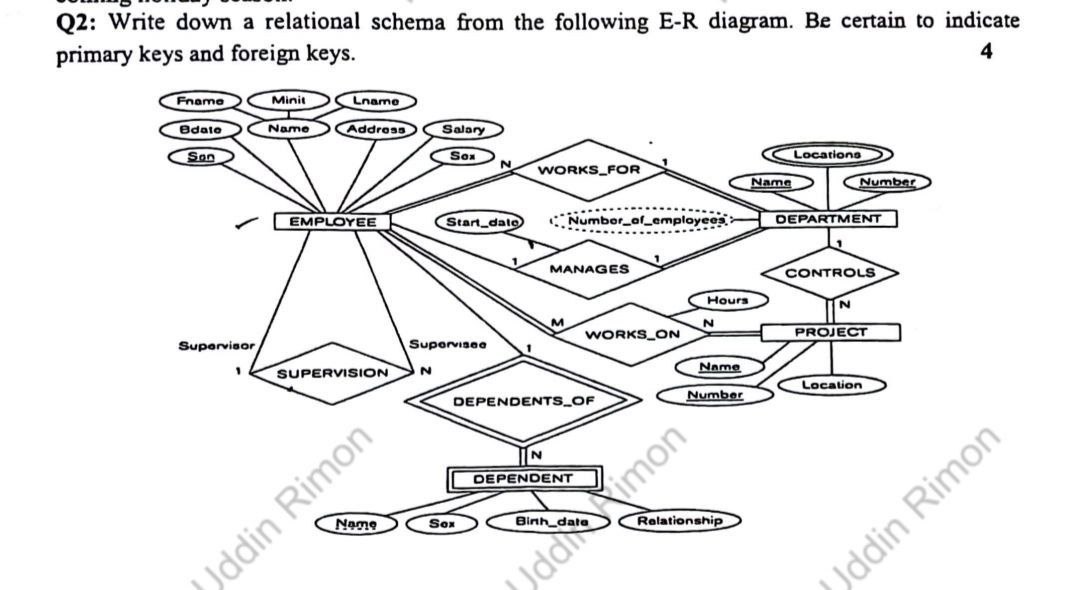 Q2: Write down a relational schema from the following E-R diagram. Be certain to indicate
primary keys and foreign keys. 4
Fname Minit Lname
Bdate Name Address Salary
Ssn Sex
N WORKS_FOR 1
Locations
Name Number
EMPLOYEE
Start_date Number_of_employees
DEPARTMENT
1 MANAGES 1
1
CONTROLS
N
Hours
M WORKS_ON N
PROJECT
Name
Number
Location
Supervisor Supervisee
1 SUPERVISION N
1
DEPENDENTS_OF
N
DEPENDENT
Name Sex Birth_date Relationship
Uddin Rimon
Uddin Rimon
Uddin Rimon